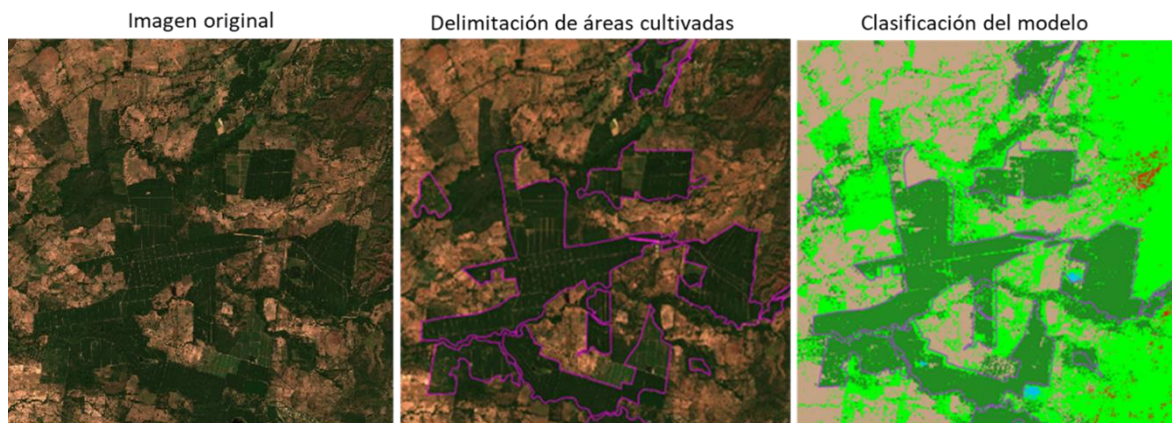 Imagen original
Delimitación de áreas cultivadas
Clasificación del modelo